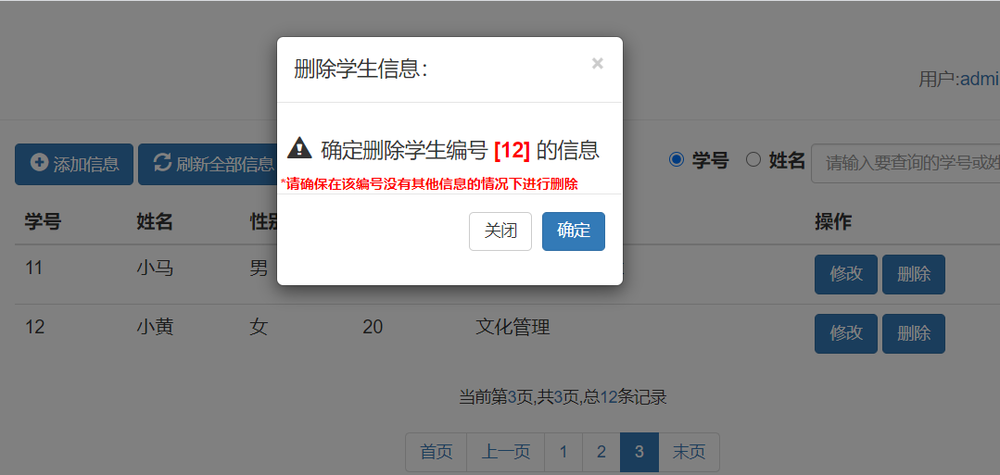 删除学生信息： ×
用户:admi
确定删除学生编号 [12] 的信息
*请确保在该编号没有其他信息的情况下进行删除
关闭 确定
添加信息 刷新全部信息 学号 姓名 请输入要查询的学号或姓
学号 姓名 性别 操作
11 小马 男 修改 删除
12 小黄 女 20 文化管理 修改 删除
当前第3页,共3页,总12条记录
首页 上一页 1 2 3 末页